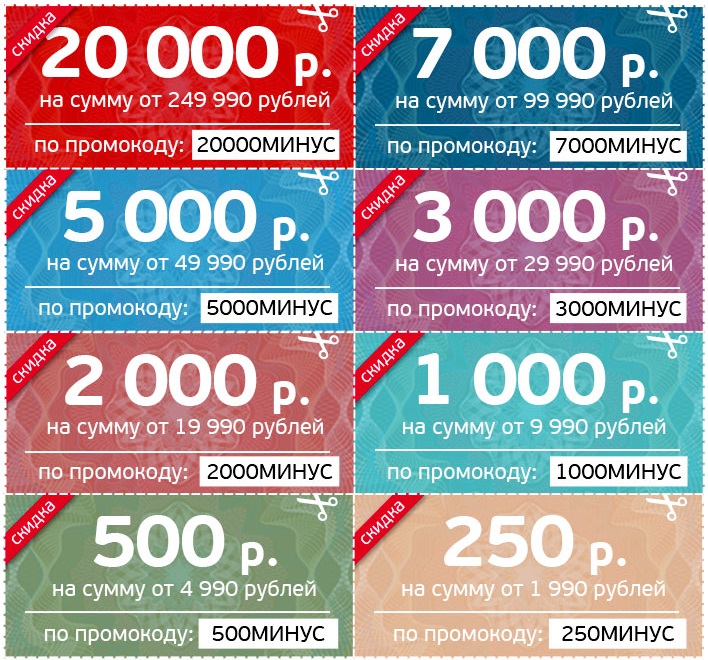 скидка
20 000 р.
на сумму от 249 990 рублей
по промокоду: 20000МИНУС
скидка
7 000 р.
на сумму от 99 990 рублей
по промокоду: 7000МИНУС
скидка
5 000 р.
на сумму от 49 990 рублей
по промокоду: 5000МИНУС
скидка
3 000 р.
на сумму от 29 990 рублей
по промокоду: 3000МИНУС
скидка
2 000 р.
на сумму от 19 990 рублей
по промокоду: 2000МИНУС
скидка
1 000 р.
на сумму от 9 990 рублей
по промокоду: 1000МИНУС
скидка
500 р.
на сумму от 4 990 рублей
по промокоду: 500МИНУС
скидка
250 р.
на сумму от 1 990 рублей
по промокоду: 250МИНУС